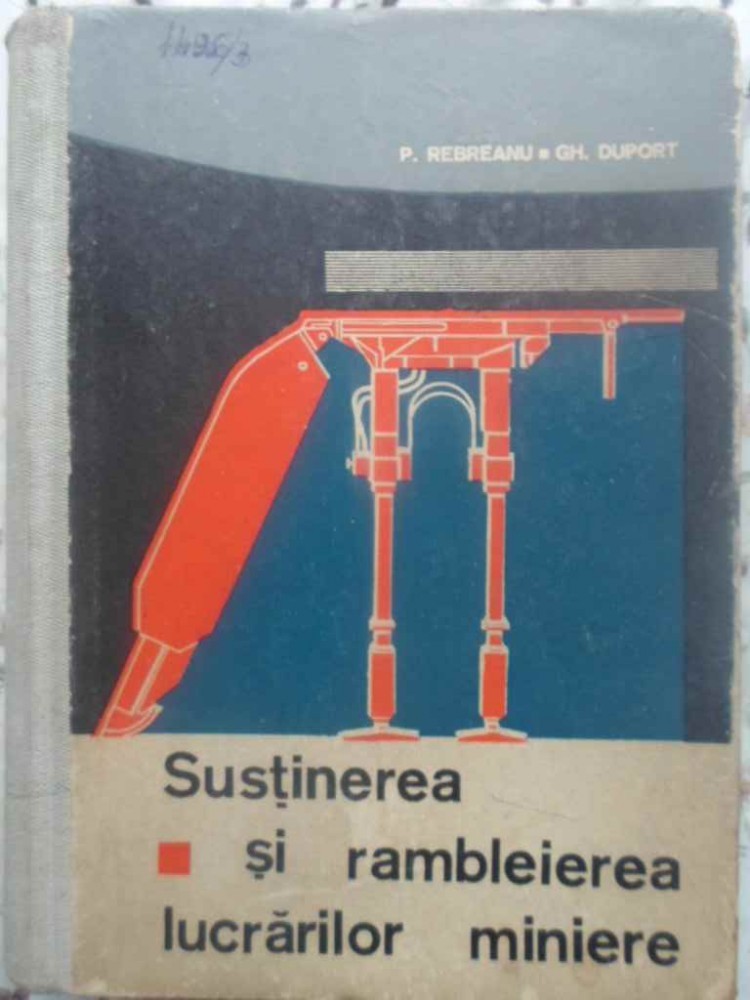 P. REBREANU ▪ GH. DUPORT
Susținerea
și rambleierea
lucrărilor miniere